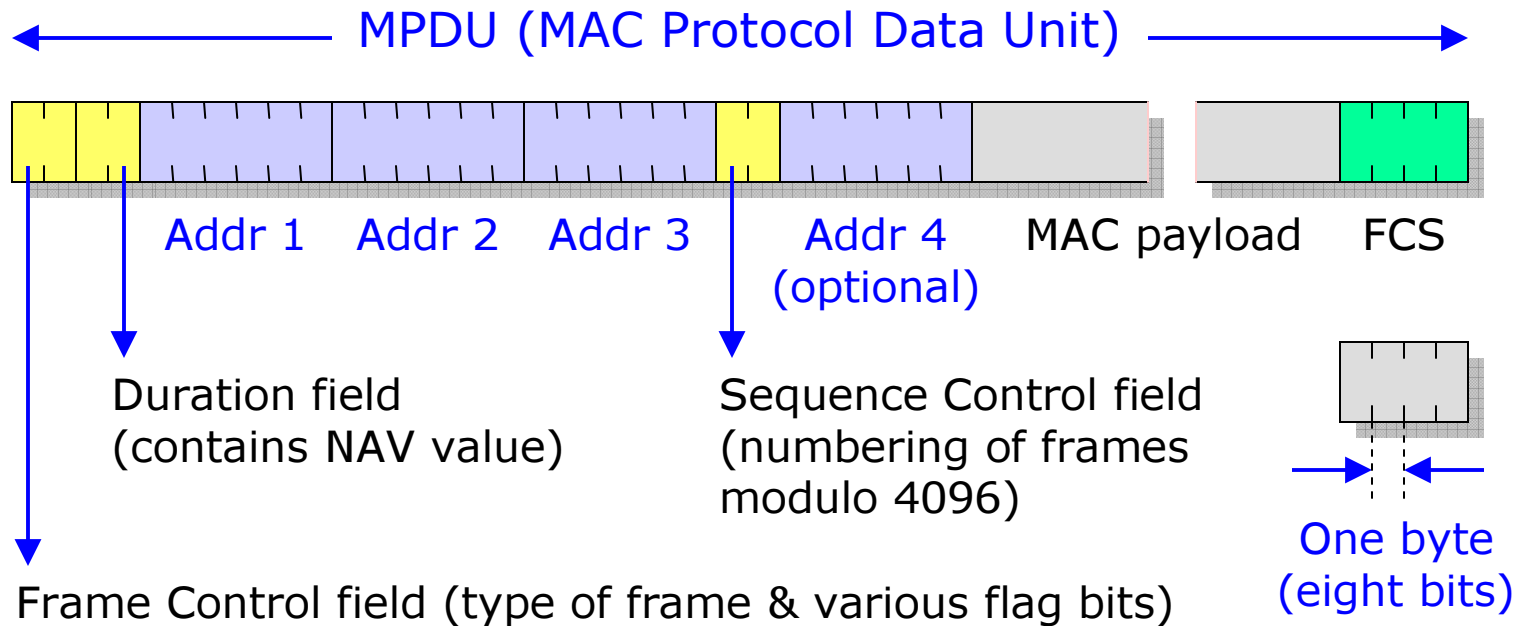 MPDU (MAC Protocol Data Unit)
Addr 1
Addr 2
Addr 3
Addr 4
(optional)
MAC payload
FCS
Duration field
(contains NAV value)
Sequence Control field
(numbering of frames
modulo 4096)
One byte
(eight bits)
Frame Control field (type of frame & various flag bits)